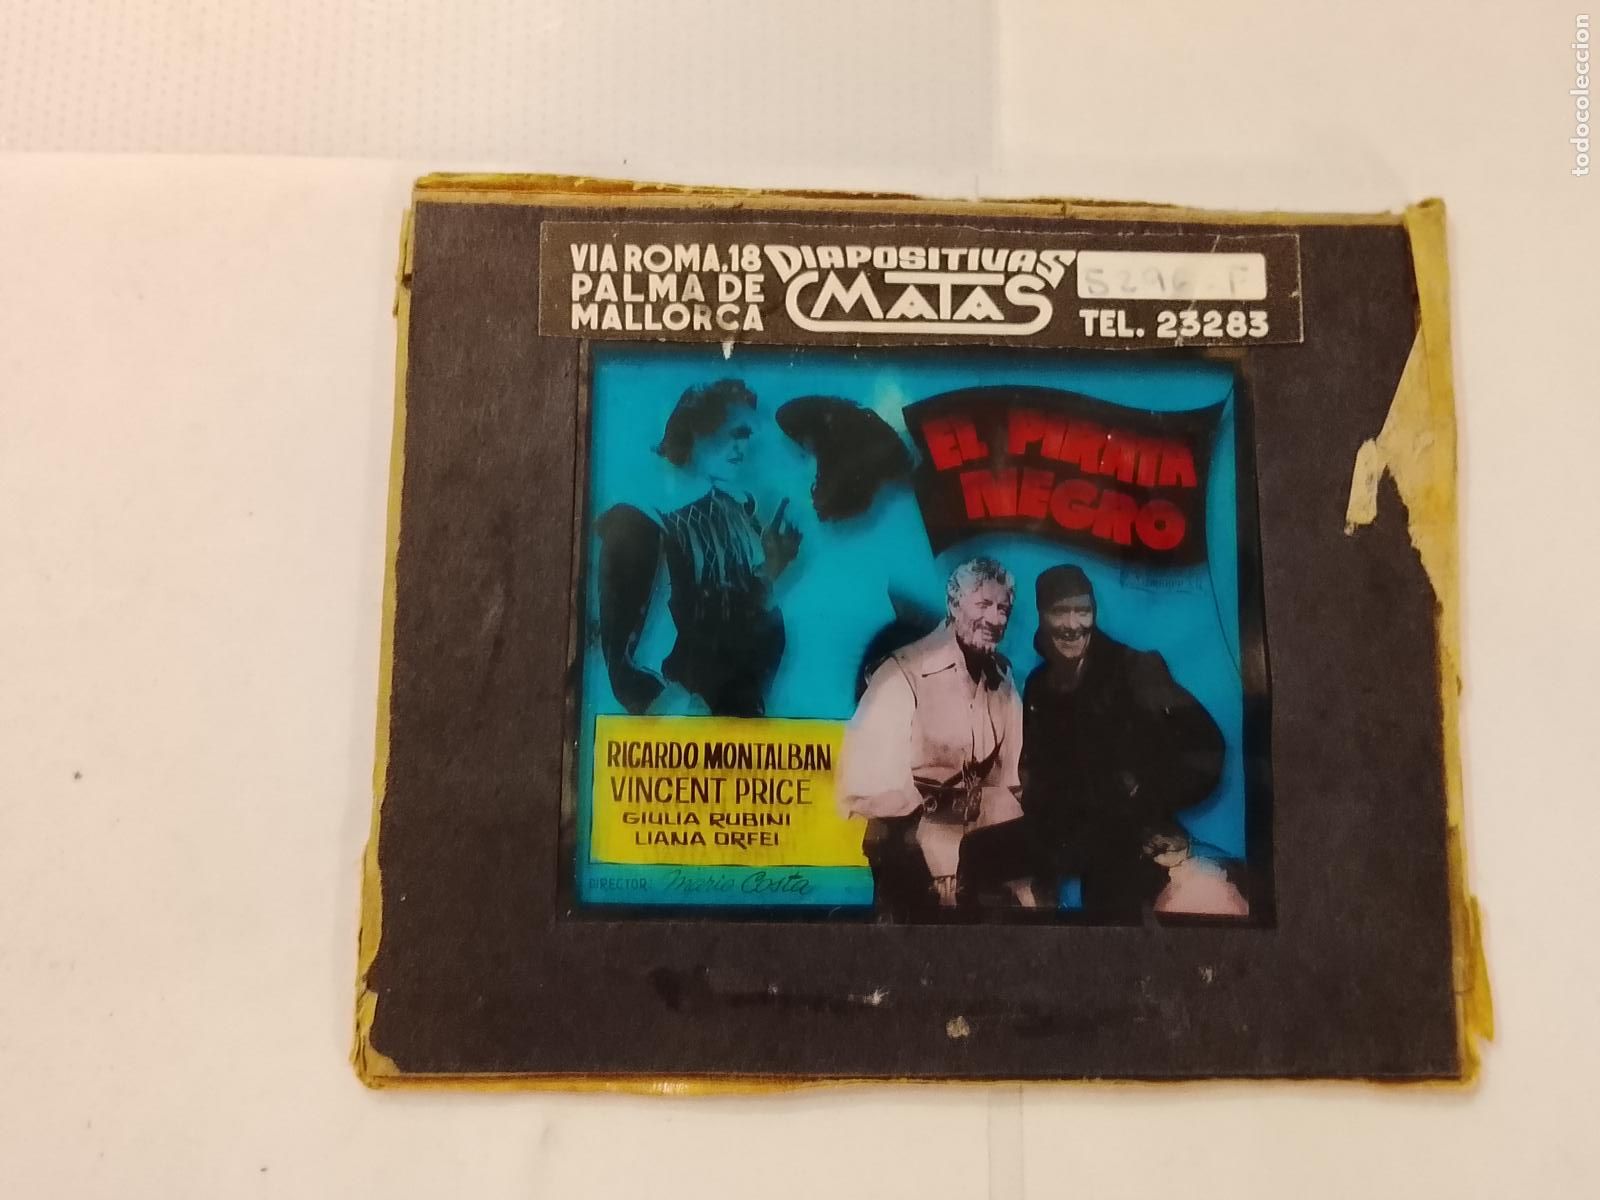 VIA ROMA, 18
PALMA DE
MALLORCA
DIAPOSITIVAS
MATAS
5296-F
TEL. 23283
EL PIRATA
NEGRO
RICARDO MONTALBAN
VINCENT PRICE
GIULIA RUBINI
LIANA ORFEI
DIRECTOR: Mario Costa
todocoleccion